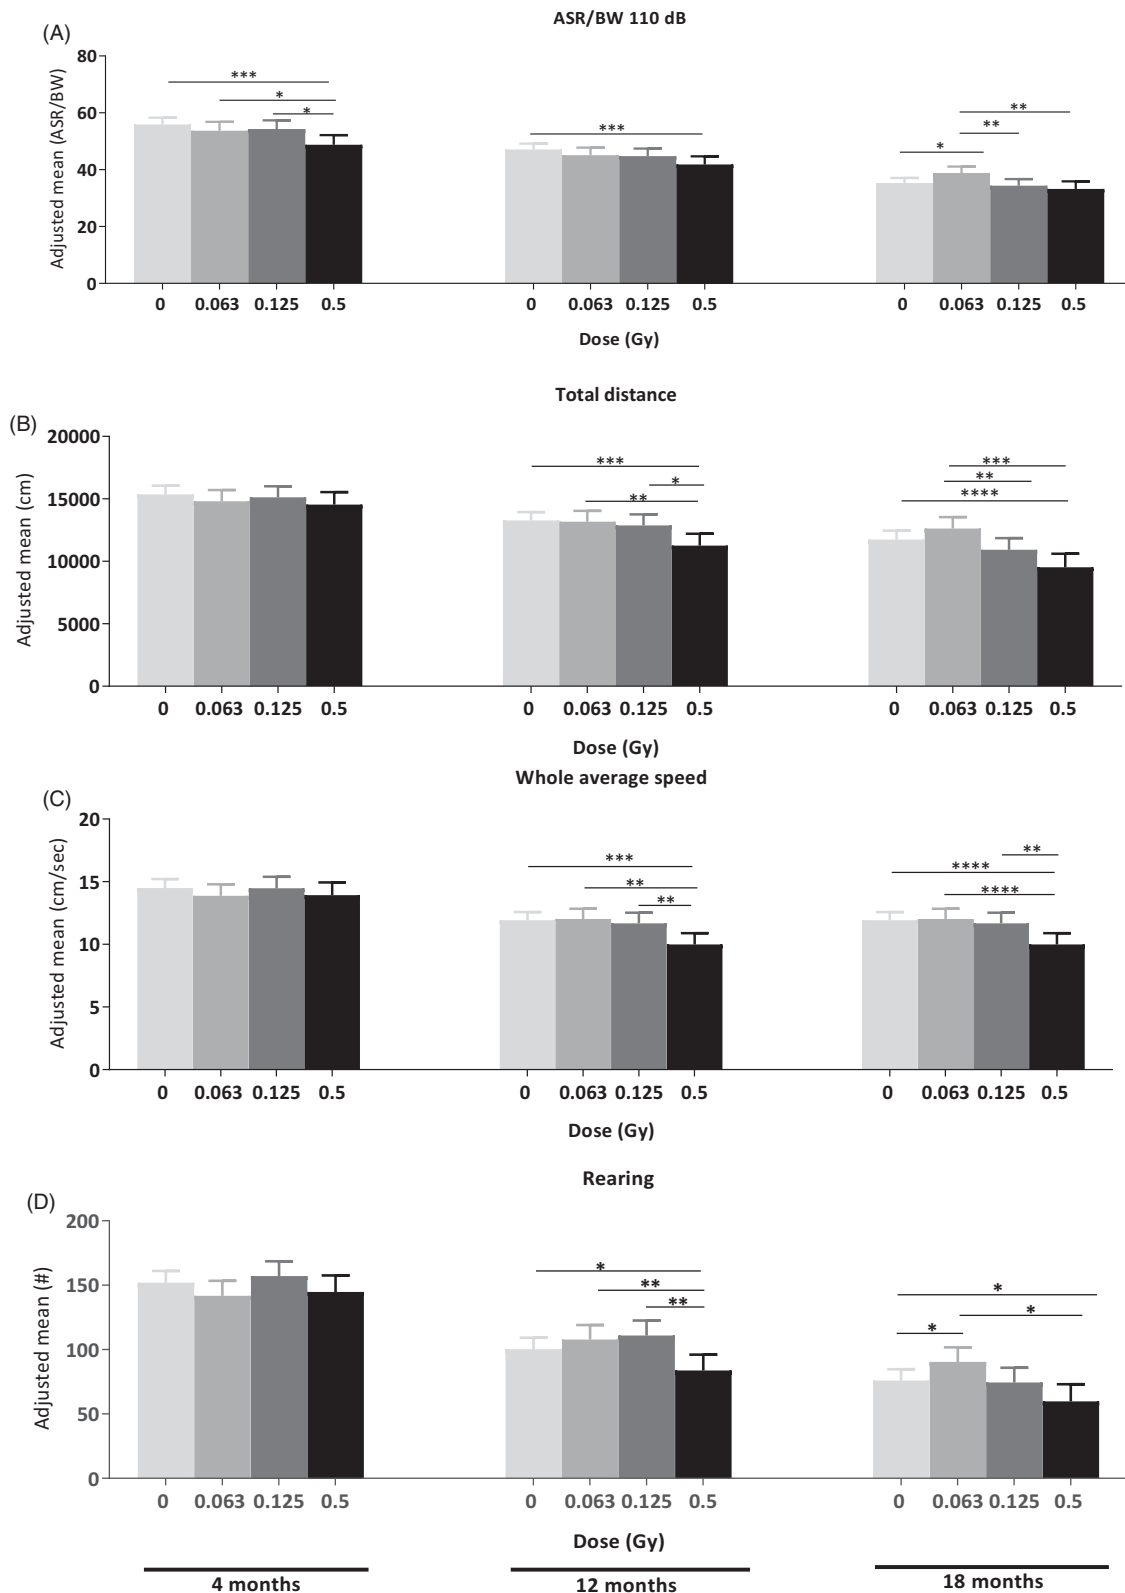 ASR/BW 110 dB
(A)
Adjusted mean (ASR/BW)
80
60
40
20
0
***
*
*
***
**
**
*
0 0.063 0.125 0.5 0 0.063 0.125 0.5 0 0.063 0.125 0.5
Dose (Gy)
Total distance
(B)
Adjusted mean (cm)
20000
15000
10000
5000
0
***
*
**
***
**
****
0 0.063 0.125 0.5 0 0.063 0.125 0.5 0 0.063 0.125 0.5
Dose (Gy)
Whole average speed
(C)
Adjusted mean (cm/sec)
20
15
10
5
0
***
**
**
**
****
****
0 0.063 0.125 0.5 0 0.063 0.125 0.5 0 0.063 0.125 0.5
Dose (Gy)
Rearing
(D)
Adjusted mean (#)
200
150
100
50
0
*
**
**
*
*
*
0 0.063 0.125 0.5 0 0.063 0.125 0.5 0 0.063 0.125 0.5
Dose (Gy)
4 months 12 months 18 months